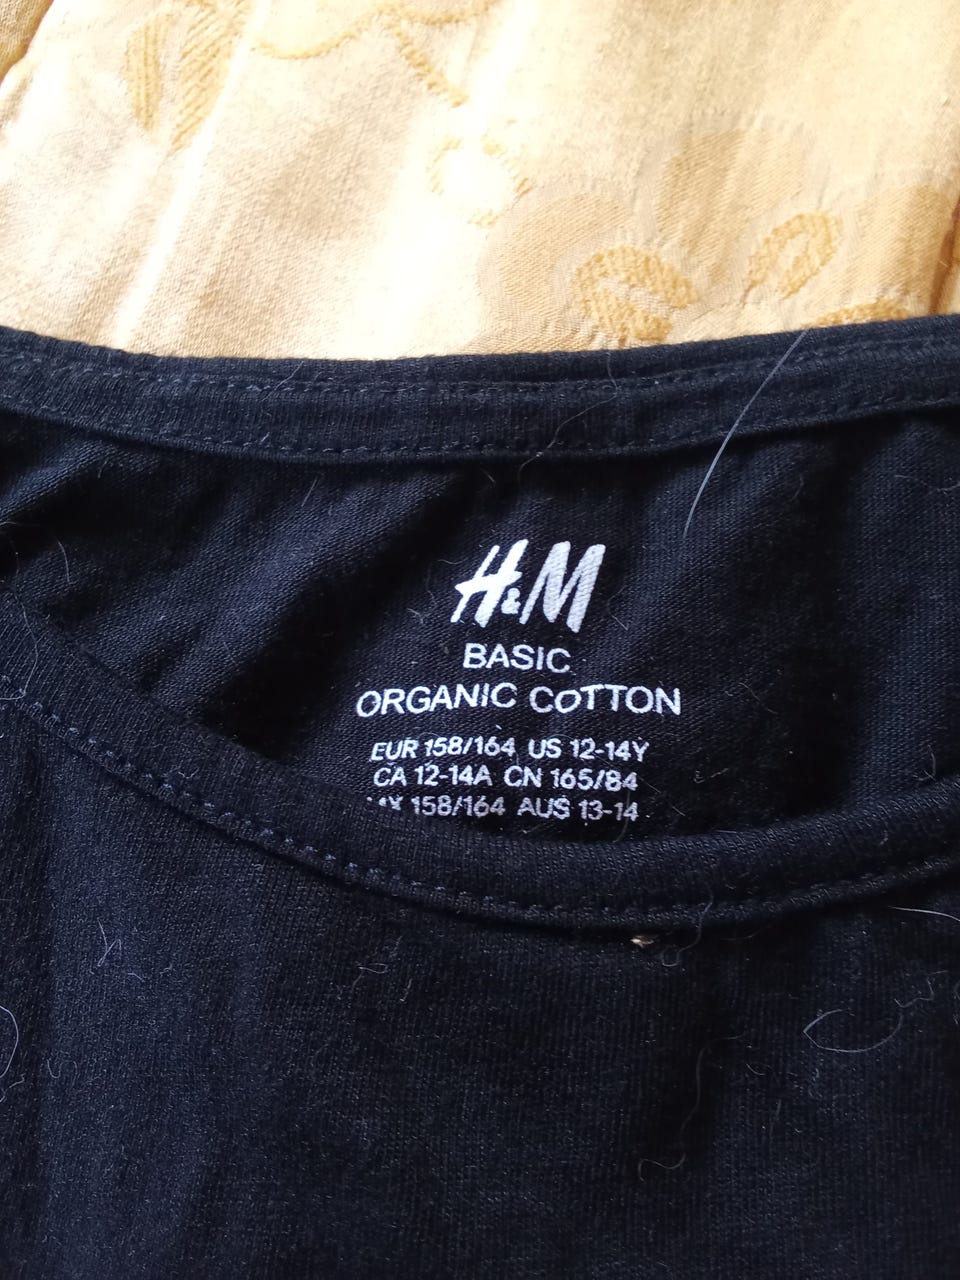 H&M
BASIC
ORGANIC COTTON
EUR 158/164 US 12-14Y
CA 12-14A CN 165/84
158/164 AUS 13-14